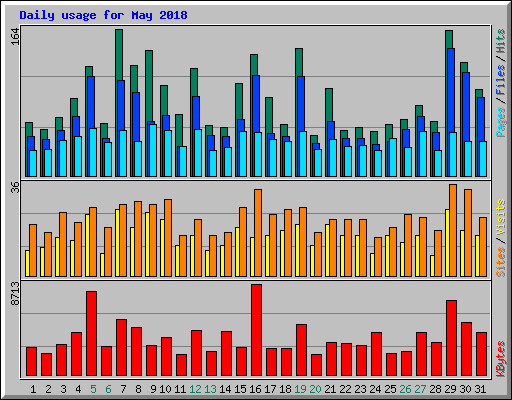 Daily usage for May 2018
164
Pages / Files / Hits
36
Sites / Visits
8713
KBytes
1 2 3 4 5 6 7 8 9 10 11 12 13 14 15 16 17 18 19 20 21 22 23 24 25 26 27 28 29 30 31